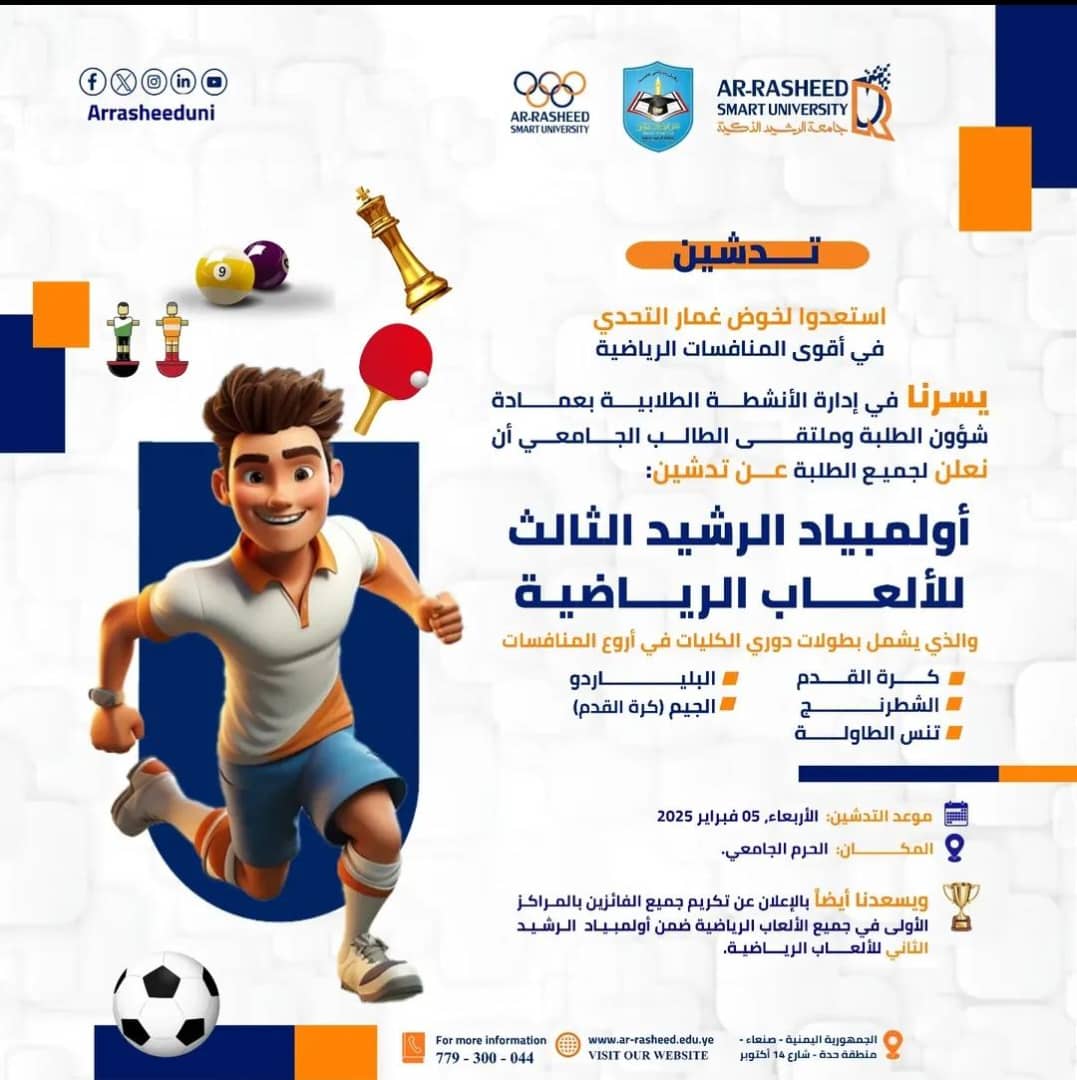 Arrasheeduni
AR-RASHEED
SMART UNIVERSITY
AR-RASHEED
SMART UNIVERSITY
جامعة الرشيد الذكية
تدشين
استعدوا لخوض غمار التحدي
في أقوى المنافسات الرياضية
يسرنا في إدارة الأنشطة الطلابية بعمادة
شؤون الطلبة وملتقى الطالب الجامعي أن
نعلن لجميع الطلبة عن تدشين:
أولمبياد الرشيد الثالث
للألعاب الرياضية
والذي يشمل بطولات دوري الكليات في أروع المنافسات
كرة القدم
الشطرنج
تنس الطاولة
البلياردو
الجيم (كرة القدم)
موعد التدشين: الأربعاء, 05 فبراير 2025
المكان: الحرم الجامعي.
ويسعدنا أيضاً بالإعلان عن تكريم جميع الفائزين بالمراكز
الأولى في جميع الألعاب الرياضية ضمن أولمبياد الرشيد
الثاني للألعاب الرياضية.
9
For more information
779 - 300 - 044
www.ar-rasheed.edu.ye
VISIT OUR WEBSITE
الجمهورية اليمنية - صنعاء -
منطقة حدة - شارع 14 أكتوبر